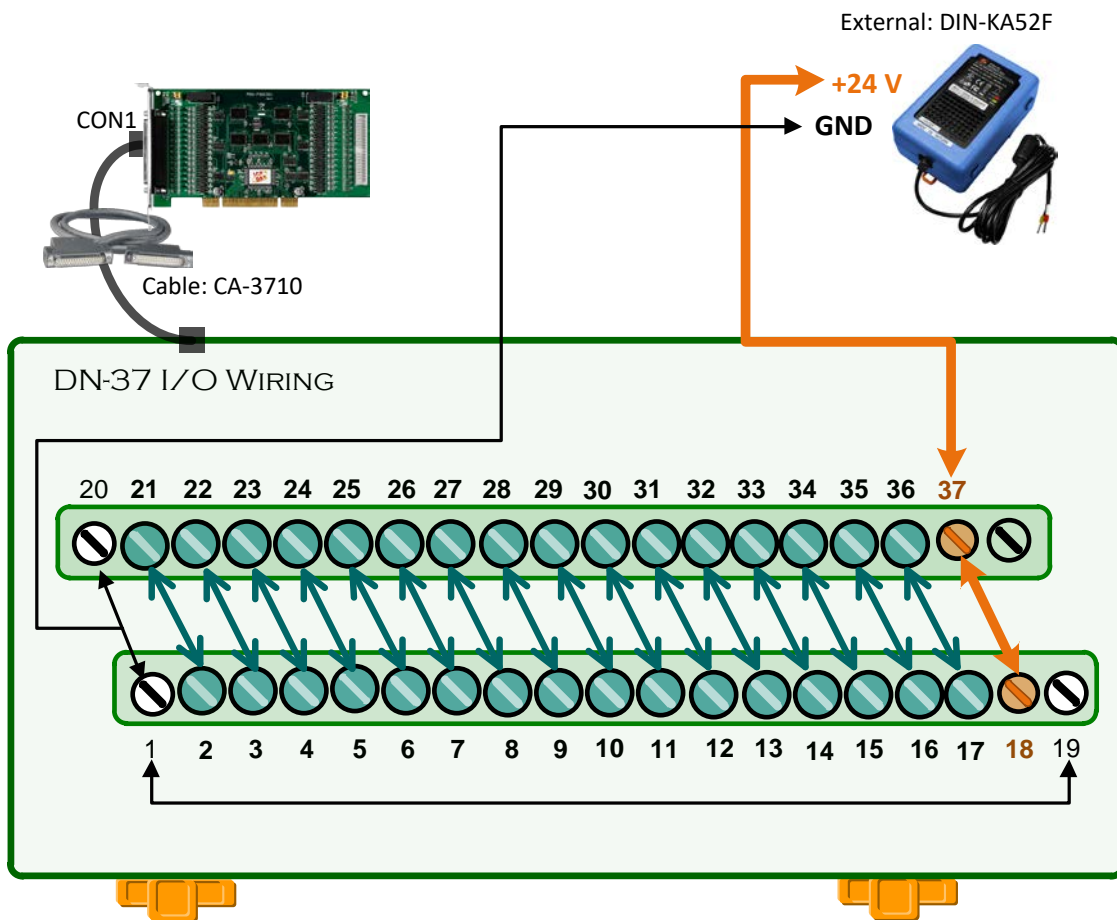 External: DIN-KA52F
+24 V
CON1
GND
Cable: CA-3710
DN-37 I/O WIRING
20 21 22 23 24 25 26 27 28 29 30 31 32 33 34 35 36 37
1 2 3 4 5 6 7 8 9 10 11 12 13 14 15 16 17 18 19